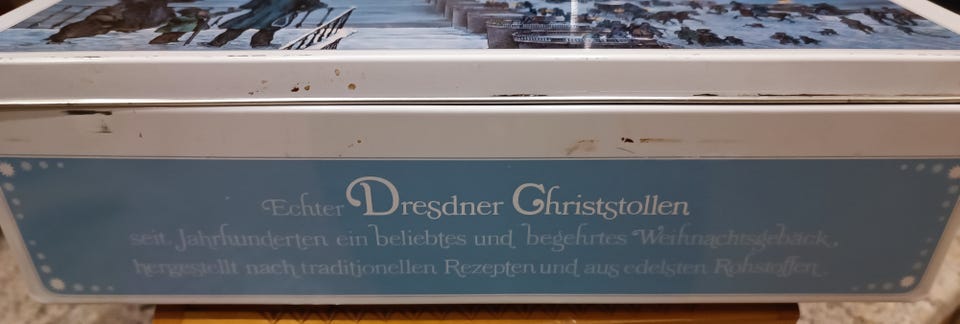 Echter Dresdner Christstollen
seit Jahrhunderten ein beliebtes und begehrtes Weihnachtsgebäck,
hergestellt nach traditionellen Rezepten und aus edelsten Rohstoffen